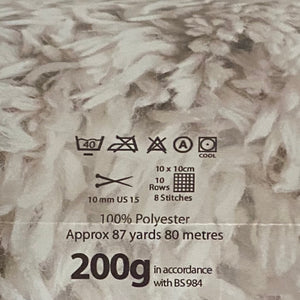 40 A
COOL
10 x 10cm
10
Rows
10 mm US 15 8 Stitches
100% Polyester
Approx 87 yards 80 metres
200g in accordance
with BS984